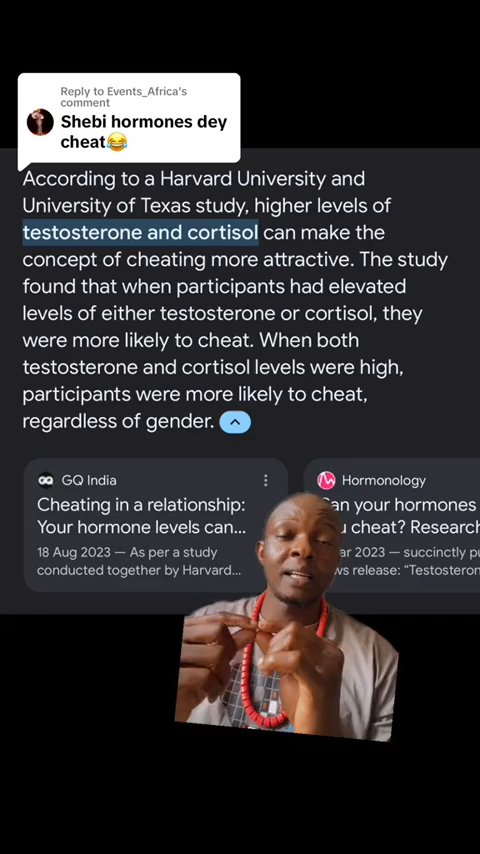 Reply to Events_Africa's
comment
Shebi hormones dey
cheat😂
According to a Harvard University and
University of Texas study, higher levels of
testosterone and cortisol can make the
concept of cheating more attractive. The study
found that when participants had elevated
levels of either testosterone or cortisol, they
were more likely to cheat. When both
testosterone and cortisol levels were high,
participants were more likely to cheat,
regardless of gender.
GQ India
Cheating in a relationship:
Your hormone levels can...
18 Aug 2023 — As per a study
conducted together by Harvard...
Hormonology
an your hormones
cheat? Research
2023 — succinctly
release: "Testosteron